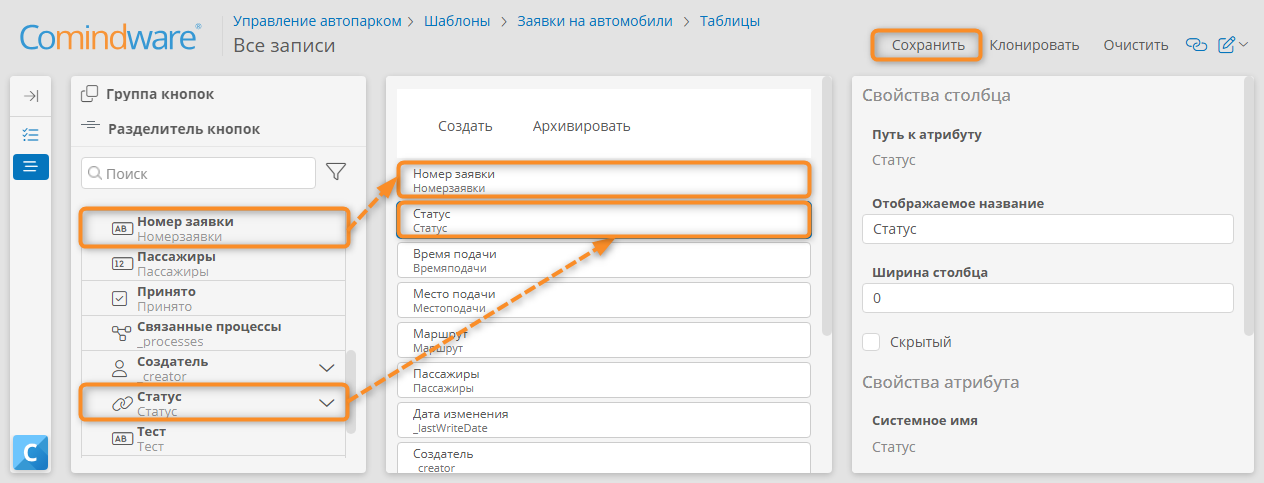 Comindware®
Управление автопарком > Шаблоны > Заявки на автомобили > Таблицы
Все записи
Сохранить Клонировать Очистить
Группа кнопок
Разделитель кнопок
Поиск
AB Номер заявки
Номерзаявки
12 Пассажиры
Пассажиры
Принято
Принято
Связанные процессы
_processes
Создатель
_creator
Статус
Статус
AB Тест
Тест
C
Создать Архивировать
Номер заявки
Номерзаявки
Статус
Статус
Время подачи
Времяподачи
Место подачи
Местоподачи
Маршрут
Маршрут
Пассажиры
Пассажиры
Дата изменения
_lastWriteDate
Создатель
_creator
Свойства столбца
Путь к атрибуту
Статус
Отображаемое название
Статус
Ширина столбца
0
Скрытый
Свойства атрибута
Системное имя
Статус